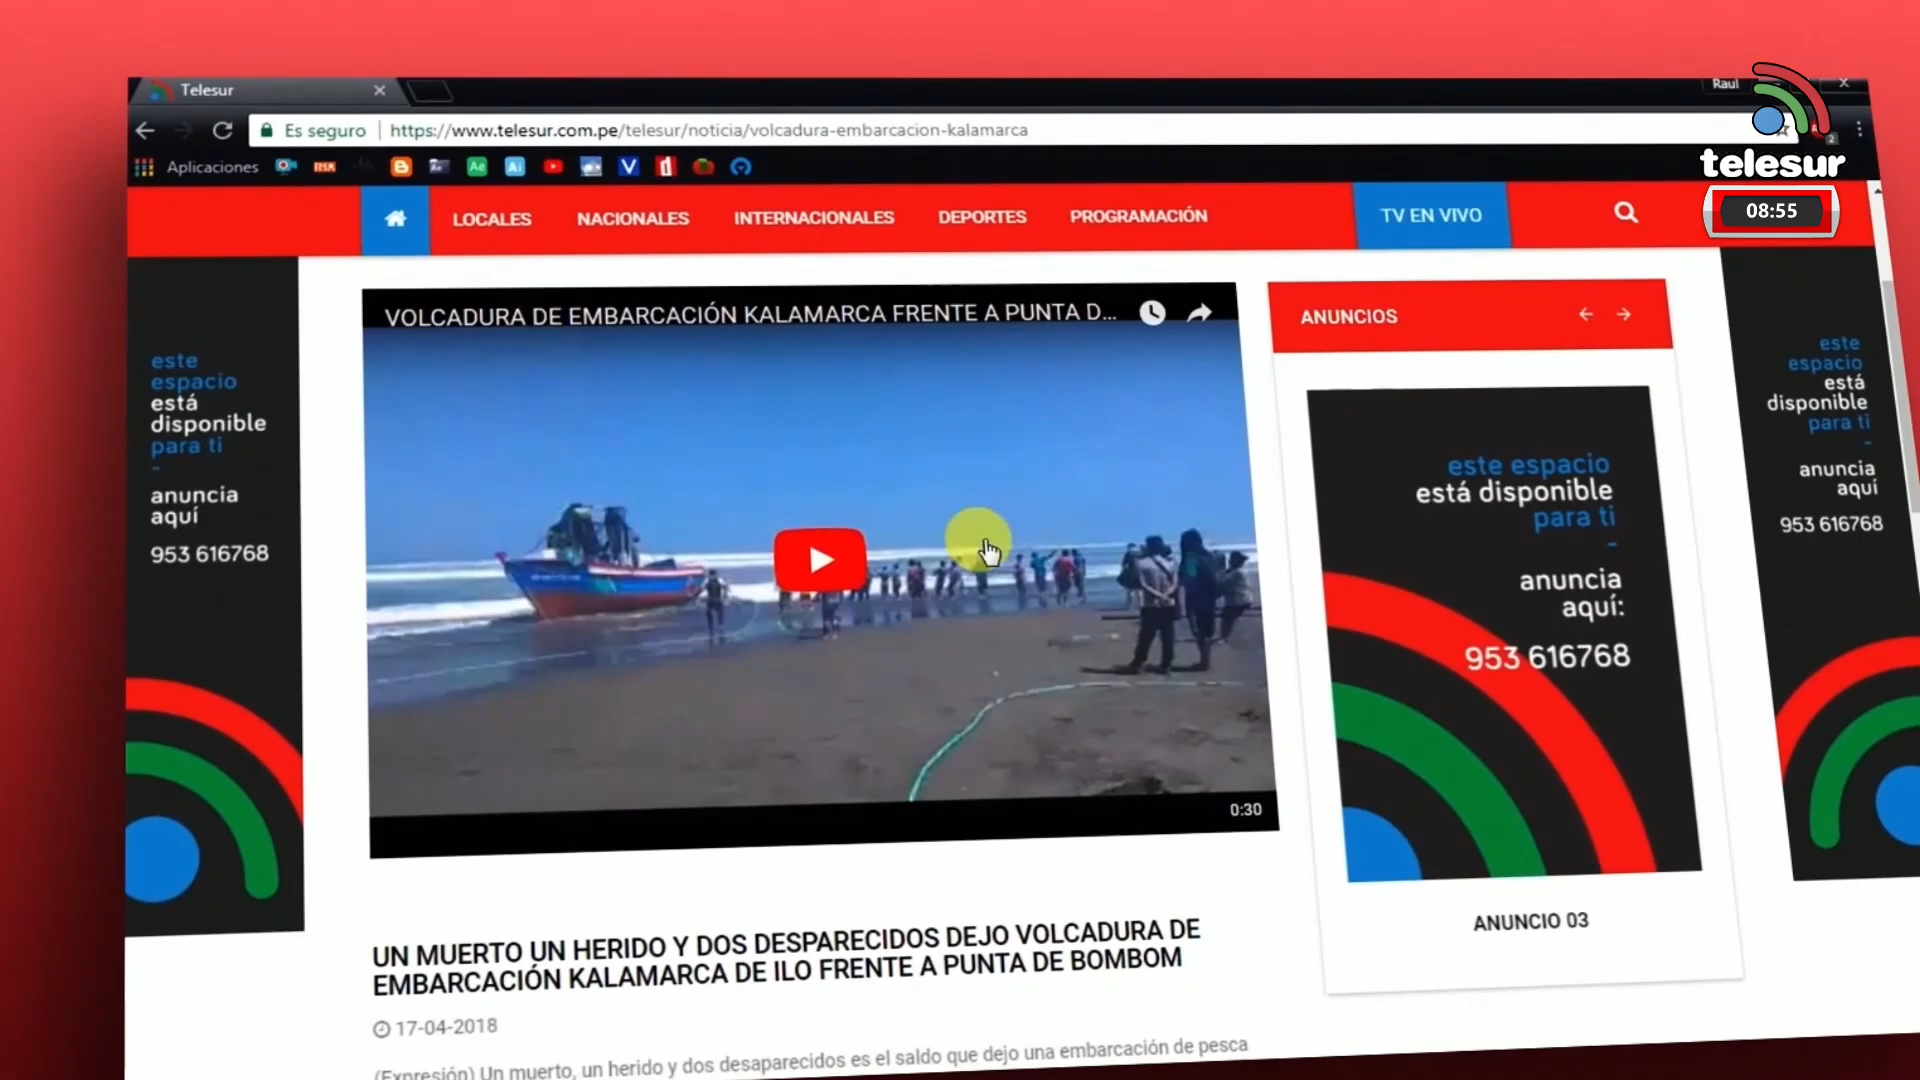 Telesur
Raul
Es seguro
https://www.telesur.com.pe/telesur/noticia/volcadura-embarcacion-kalamarca
2
Aplicaciones
telesur
08:55
LOCALES
NACIONALES
INTERNACIONALES
DEPORTES
PROGRAMACIÓN
TV EN VIVO
este
espacio
está
disponible
para ti
-
anuncia
aquí
953 616768
VOLCADURA DE EMBARCACIÓN KALAMARCA FRENTE A PUNTA D...
0:30
ANUNCIOS
este espacio
está disponible
para ti
-
anuncia
aquí:
953 616768
ANUNCIO 03
este
espacio
está
disponible
para ti
-
anuncia
aquí
953 616768
UN MUERTO UN HERIDO Y DOS DESPARECIDOS DEJO VOLCADURA DE
EMBARCACIÓN KALAMARCA DE ILO FRENTE A PUNTA DE BOMBOM
17-04-2018
(Expresión) Un muerto, un herido y dos desaparecidos es el saldo que dejo una embarcación de pesca